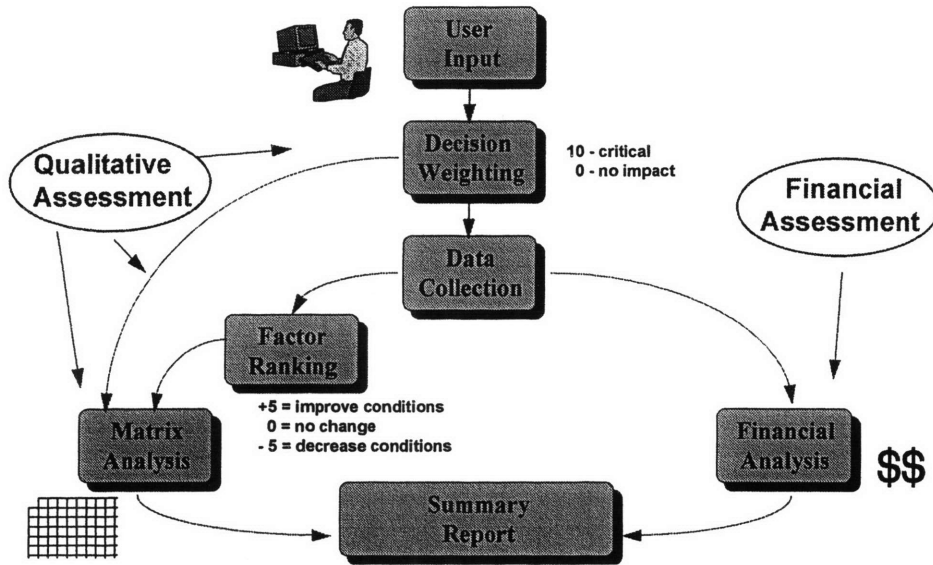 User
Input
Decision
Weighting
10 - critical
0 - no impact
Qualitative
Assessment
Financial
Assessment
Data
Collection
Factor
Ranking
+5 = improve conditions
0 = no change
- 5 = decrease conditions
Matrix
Analysis
Financial
Analysis
$$
Summary
Report